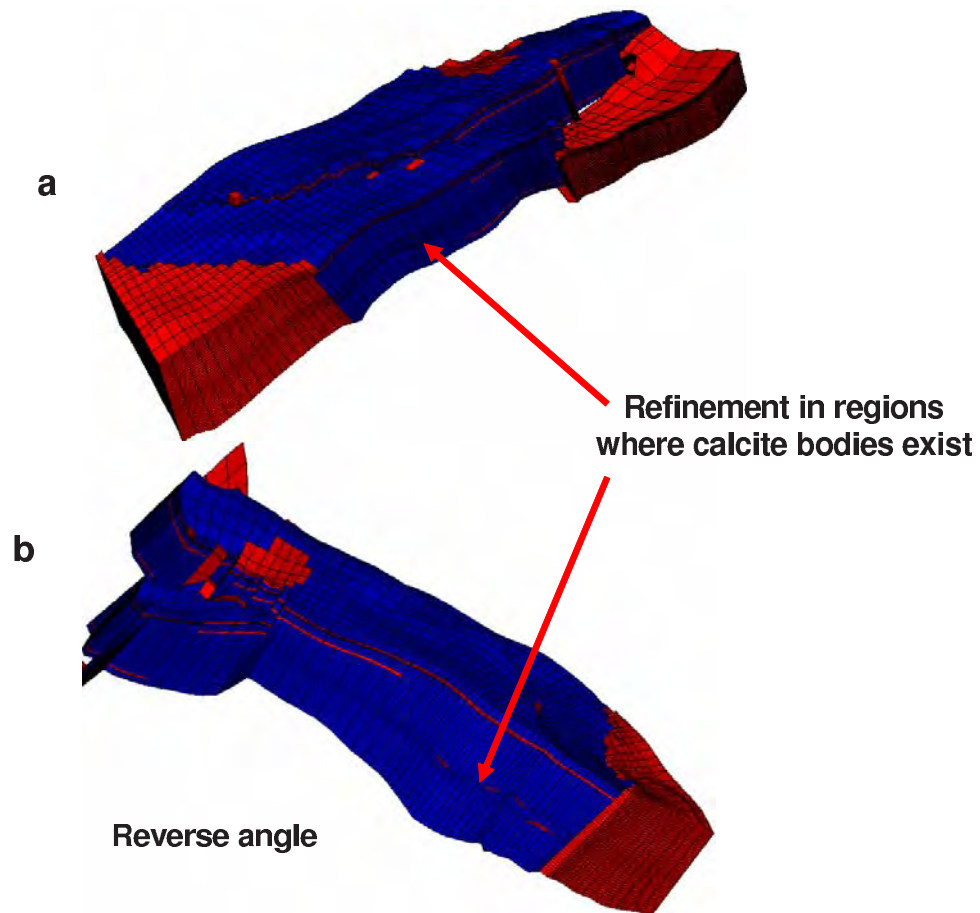 a
Refinement in regions
where calcite bodies exist
b
Reverse angle